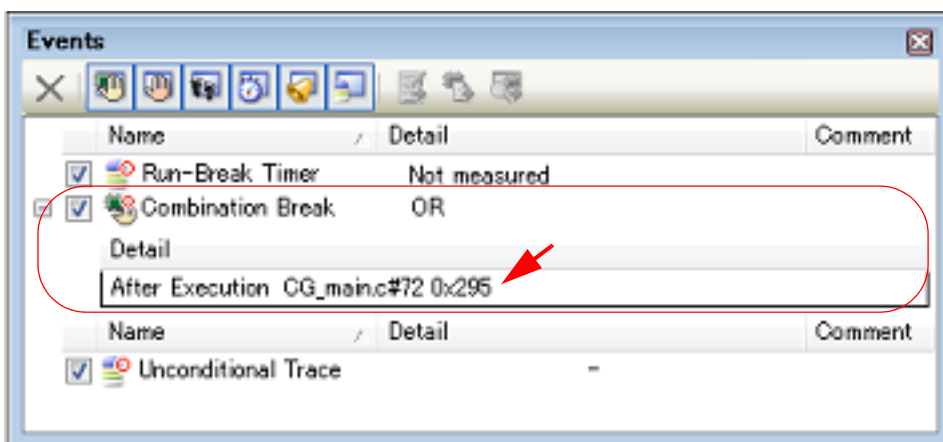 Events
Name Detail Comment
Run-Break Timer Not measured
Combination Break OR
Detail
After Execution CG_main.c#72 0x295
Name Detail Comment
Unconditional Trace -